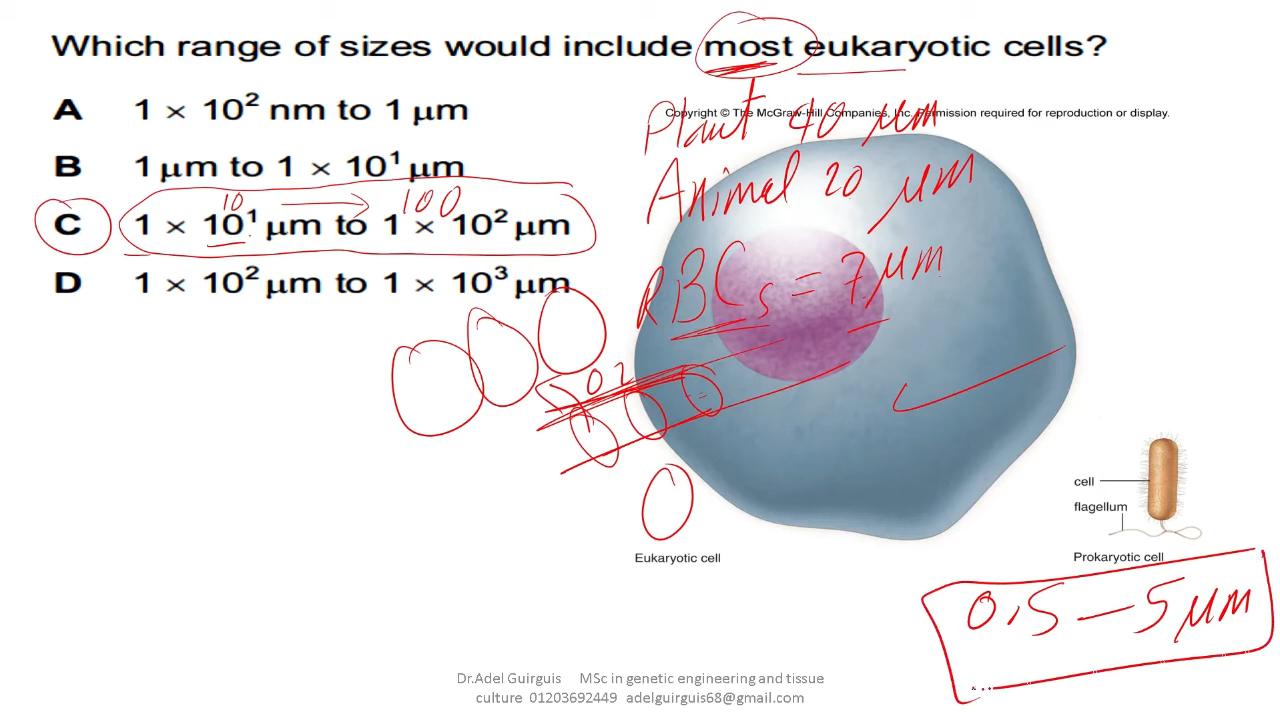 Which range of sizes would include most eukaryotic cells?
A 1 × 10² nm to 1 µm
B 1 µm to 1 × 10¹ µm
10 → 100
C 1 × 10¹ µm to 1 × 10² µm
D 1 × 10² µm to 1 × 10³ µm
Copyright © The McGraw-Hill Companies, Inc. Permission required for reproduction or display.
Plant 40 µm
Animal 20 µm
RBCs = 7 µm
cell
flagellum
Eukaryotic cell
Prokaryotic cell
0.5 — 5 µm
Dr.Adel Guirguis MSc in genetic engineering and tissue
culture 01203692449 adelguirguis68@gmail.com